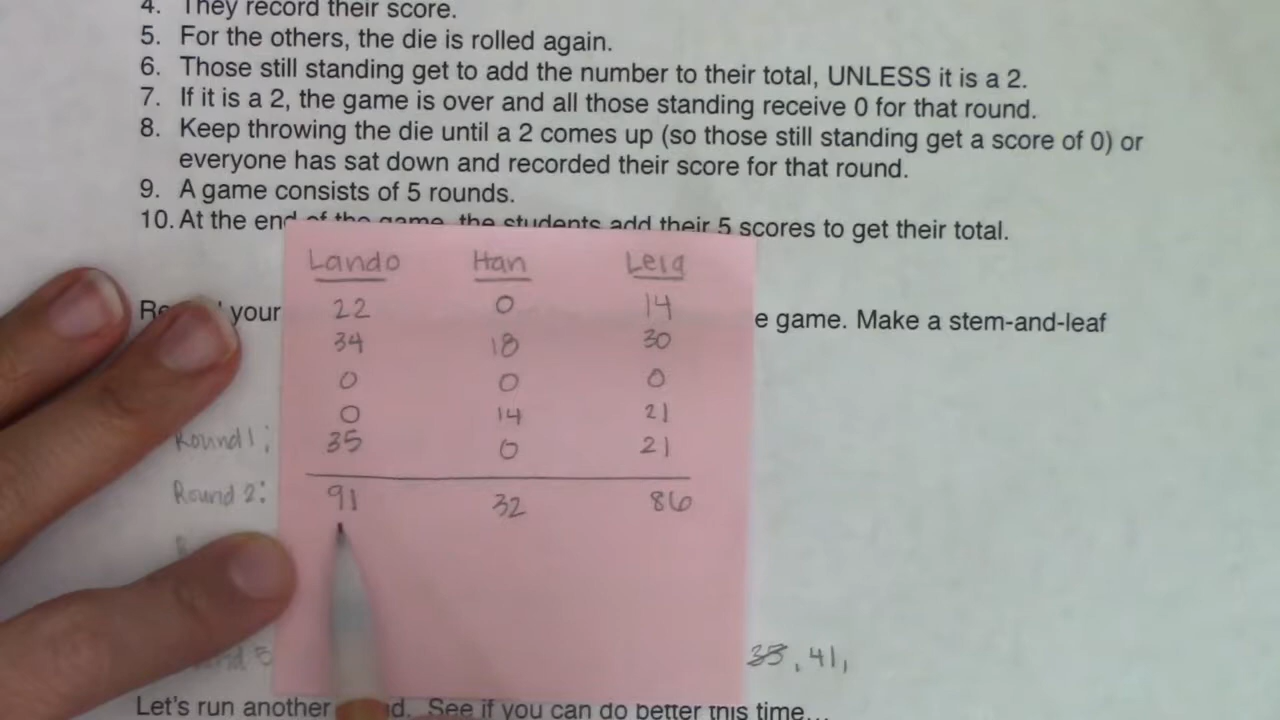 4. They record their score.
5. For the others, the die is rolled again.
6. Those still standing get to add the number to their total, UNLESS it is a 2.
7. If it is a 2, the game is over and all those standing receive 0 for that round.
8. Keep throwing the die until a 2 comes up (so those still standing get a score of 0) or
everyone has sat down and recorded their score for that round.
9. A game consists of 5 rounds.
10. At the end of the game, the students add their 5 scores to get their total.
Lando Han Leia
22 0 14
your e game. Make a stem-and-leaf
34 18 30
0 0 0
0 14 21
Round 1: 35 0 21
Round 2: 91 32 86
35, 41,
Let's run another d. See if you can do better this time...